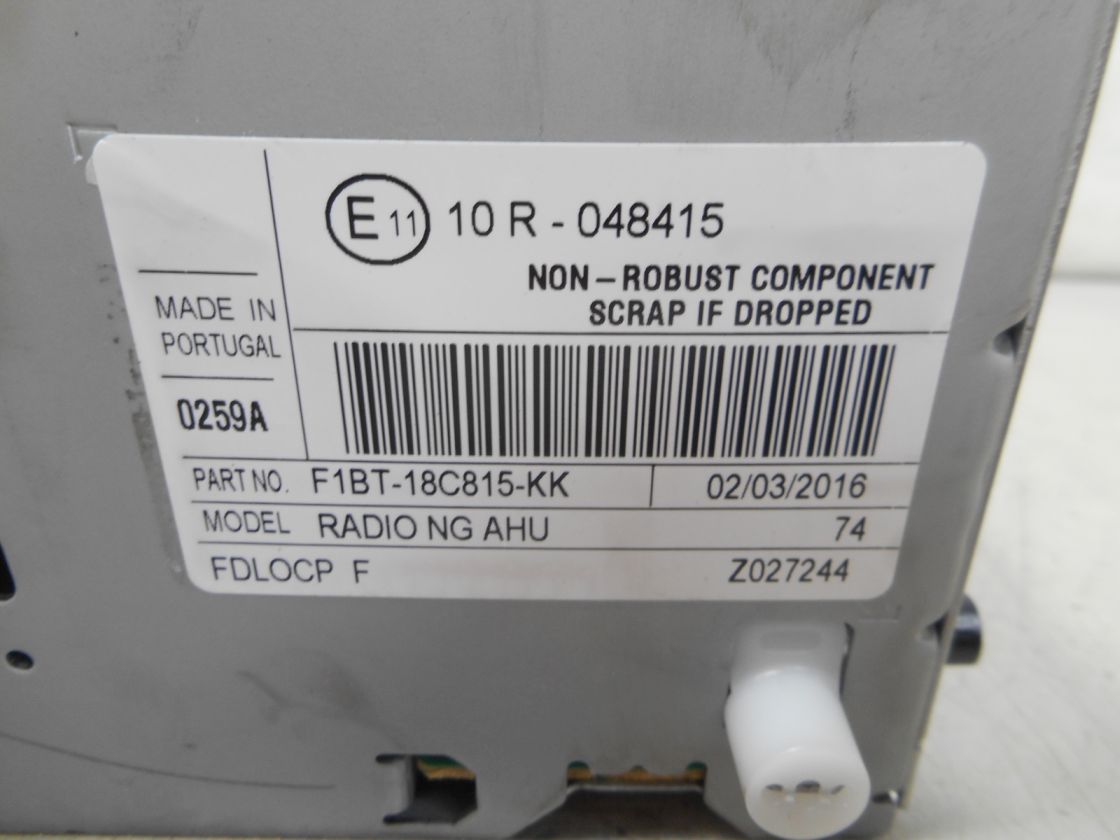 E11 10 R - 048415
NON-ROBUST COMPONENT
SCRAP IF DROPPED
MADE IN
PORTUGAL
0259A
PART NO. F1BT-18C815-KK 02/03/2016
MODEL RADIO NG AHU 74
FDLOCP F Z027244